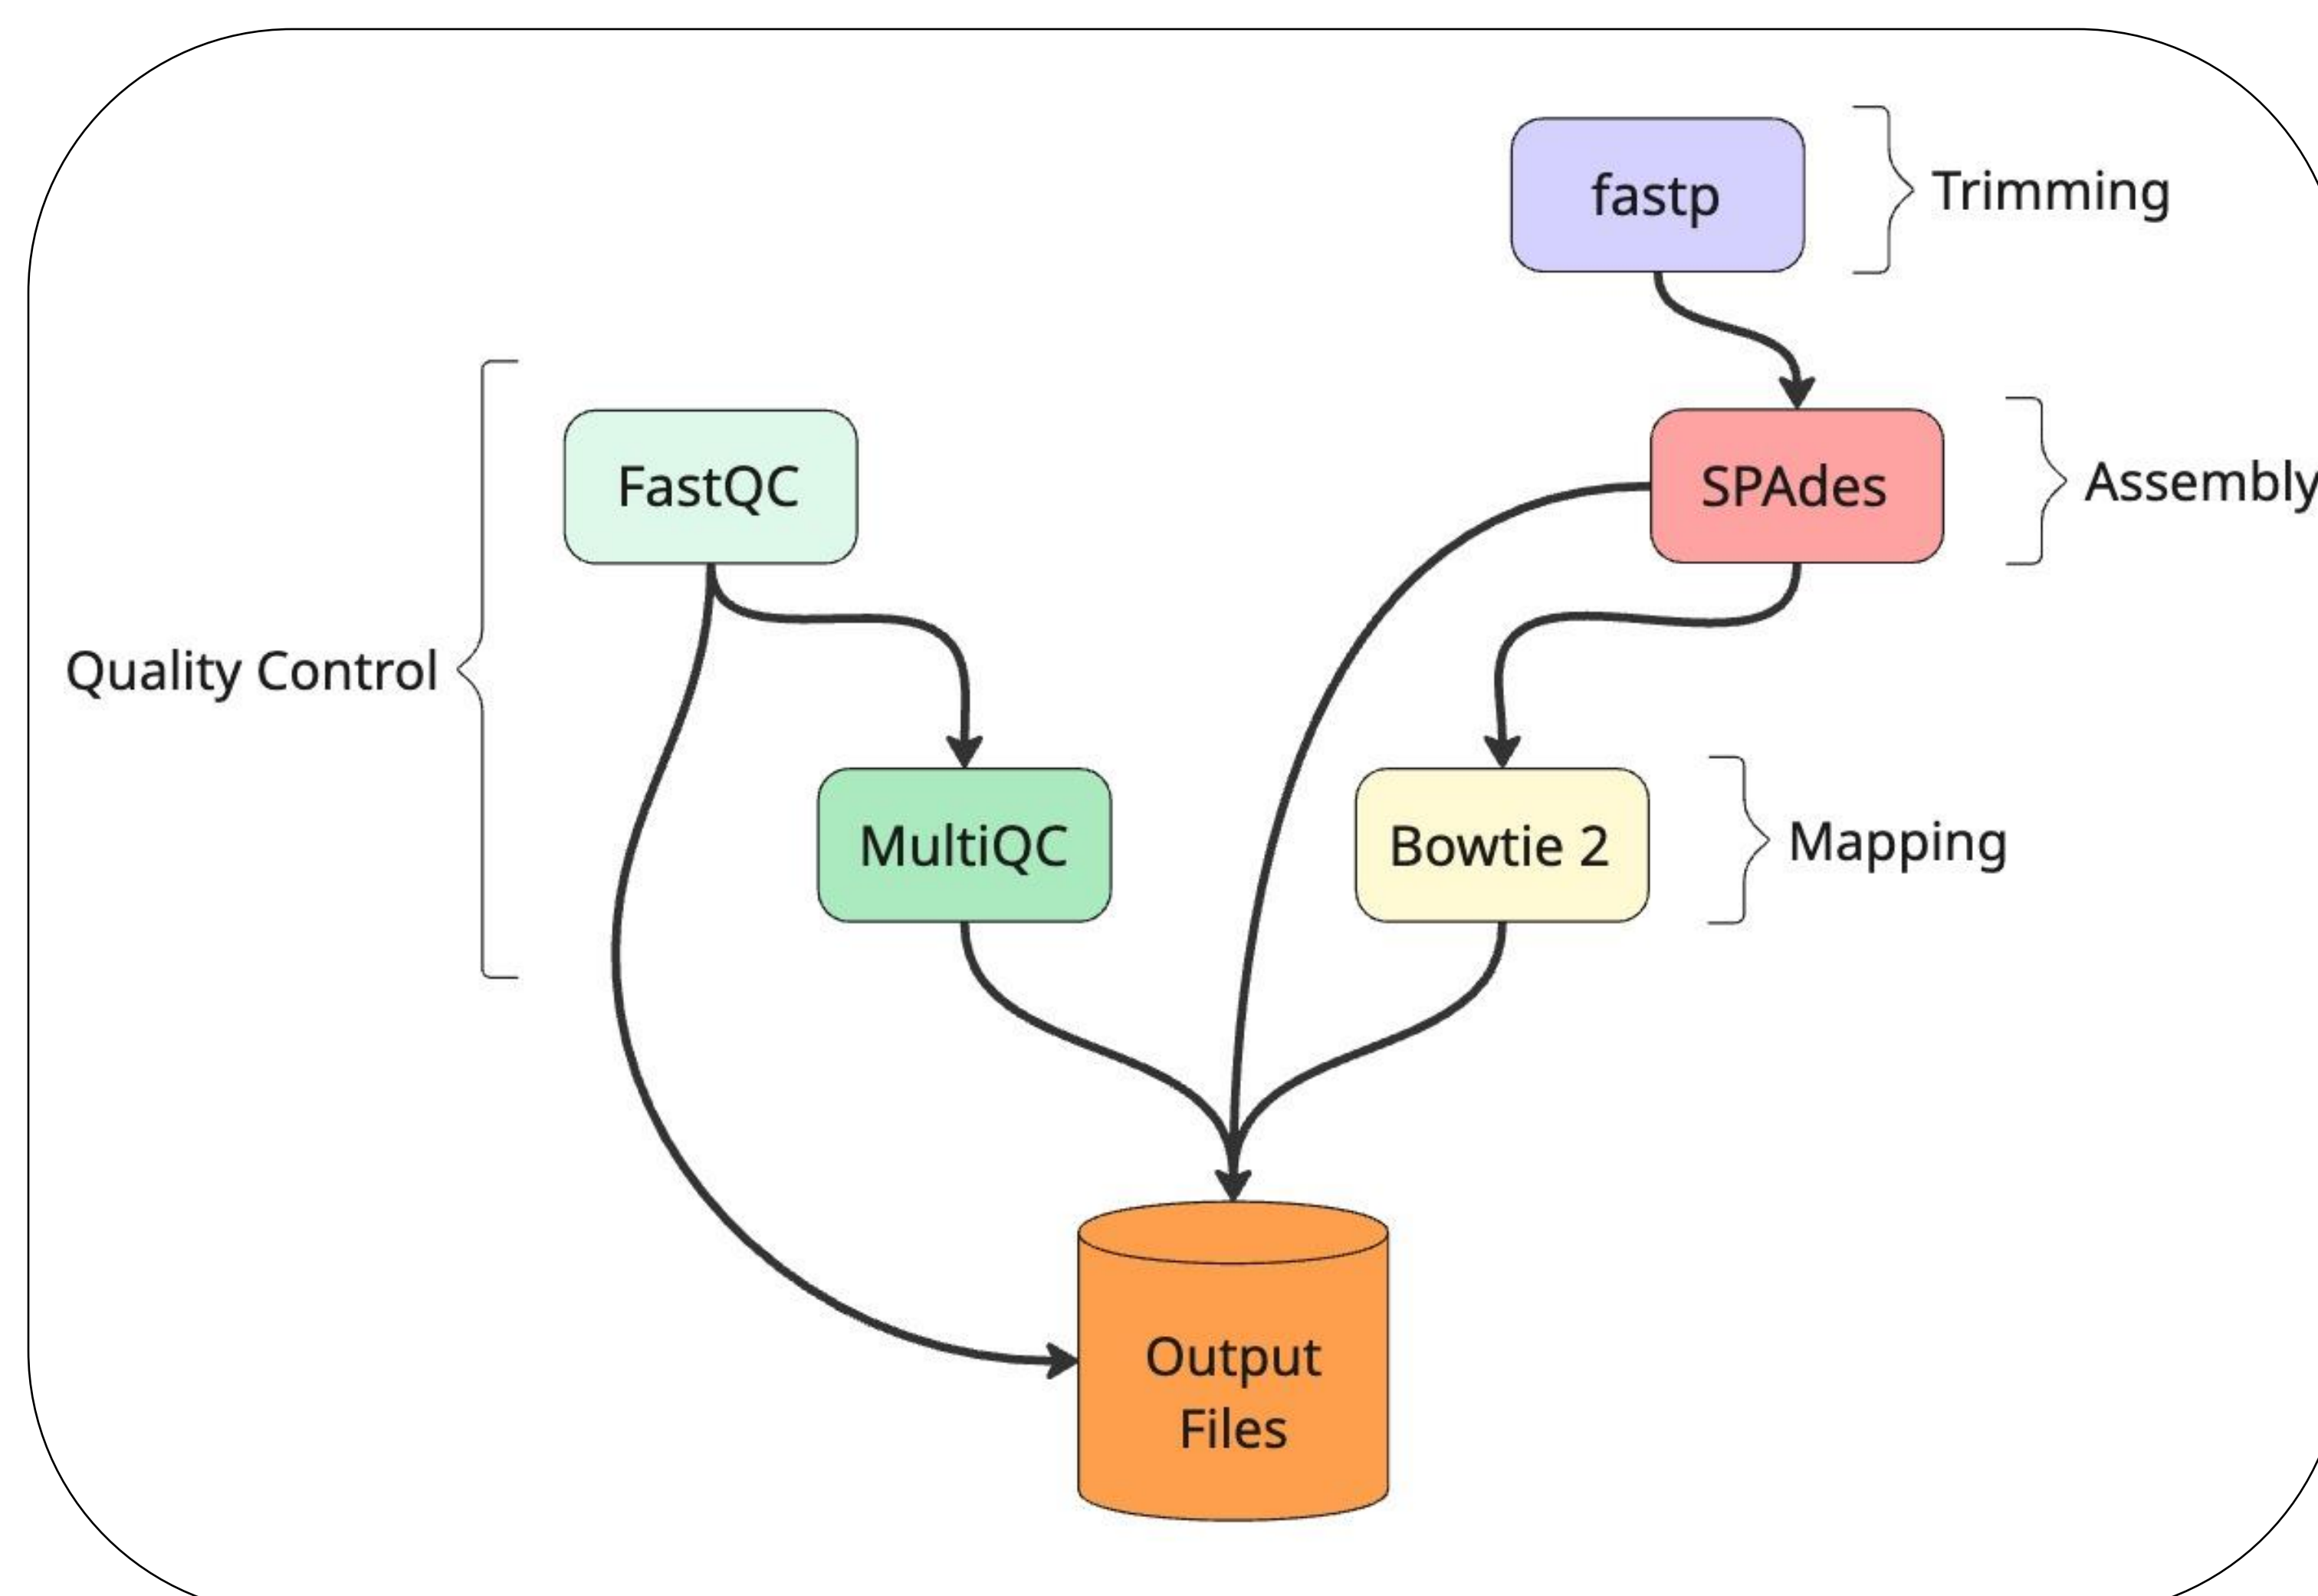 fastp
Trimming
FastQC
SPAdes
Assembly
Quality Control
MultiQC
Bowtie 2
Mapping
Output
Files